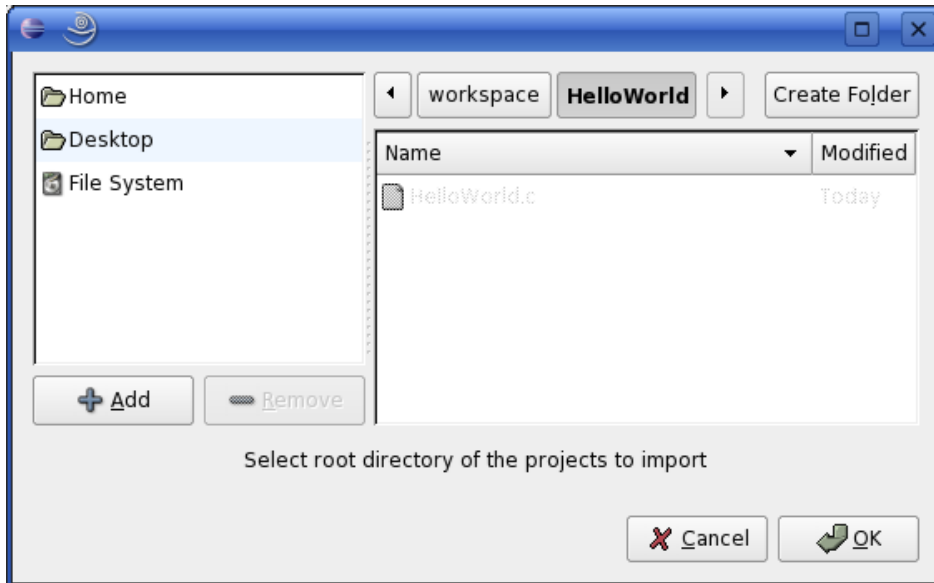 Home
Desktop
File System
Add
Remove
workspace
HelloWorld
Create Folder
Name
Modified
HelloWorld.c
Today
Select root directory of the projects to import
Cancel
OK